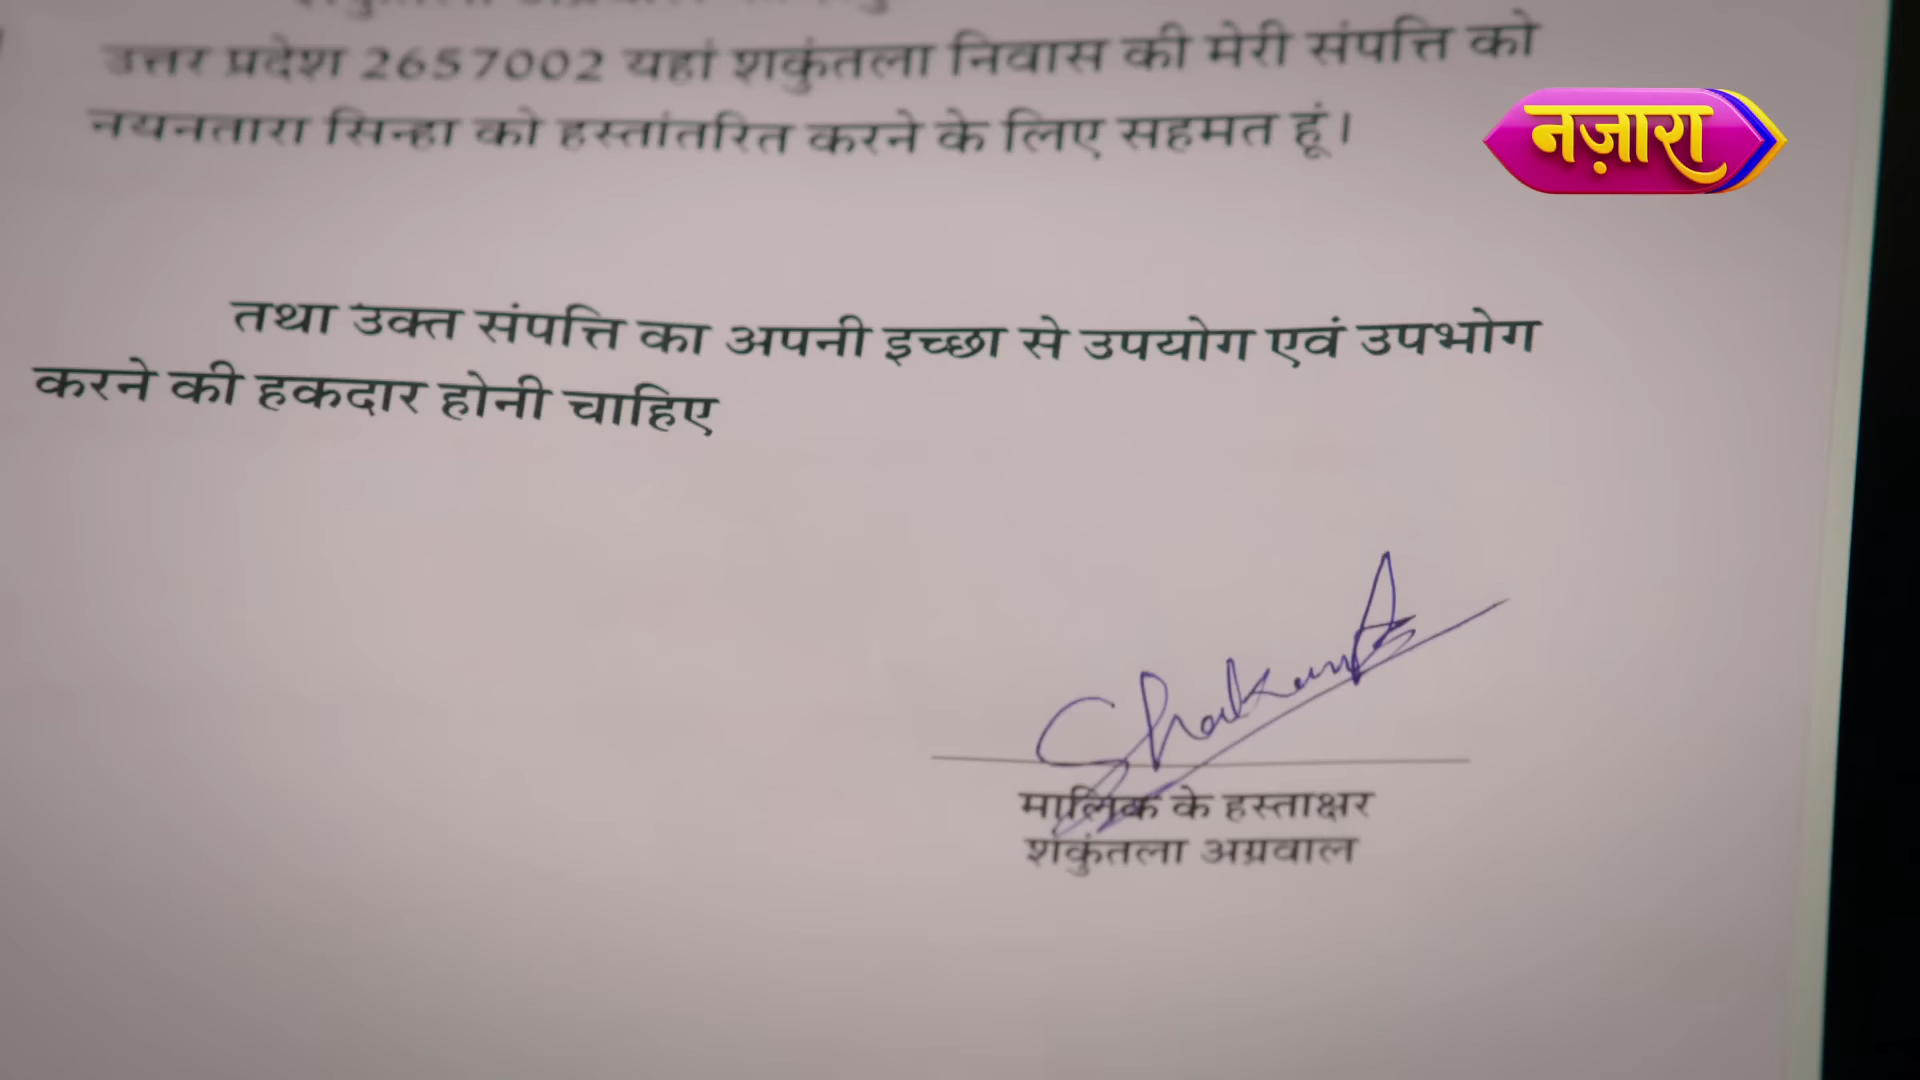 उत्तर प्रदेश 2657002 यहां शकुंतला निवास की मेरी संपत्ति को
नयनतारा सिन्हा को हस्तांतरित करने के लिए सहमत हूं।
नज़ारा
तथा उक्त संपत्ति का अपनी इच्छा से उपयोग एवं उपभोग
करने की हकदार होनी चाहिए
मालिक के हस्ताक्षर
शकुंतला अग्रवाल